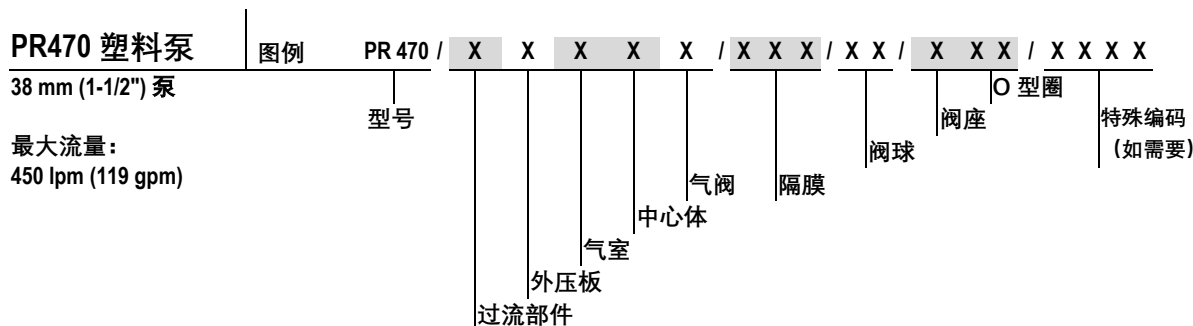 PR470 塑料泵 图例 PR 470 / X X X X X / X X X / X X / X X X / X X X X
38 mm (1-1/2") 泵
O 型圈
型号 阀座 特殊编码
最大流量： 阀球 (如需要)
450 lpm (119 gpm) 气阀 隔膜
中心体
气室
外压板
过流部件